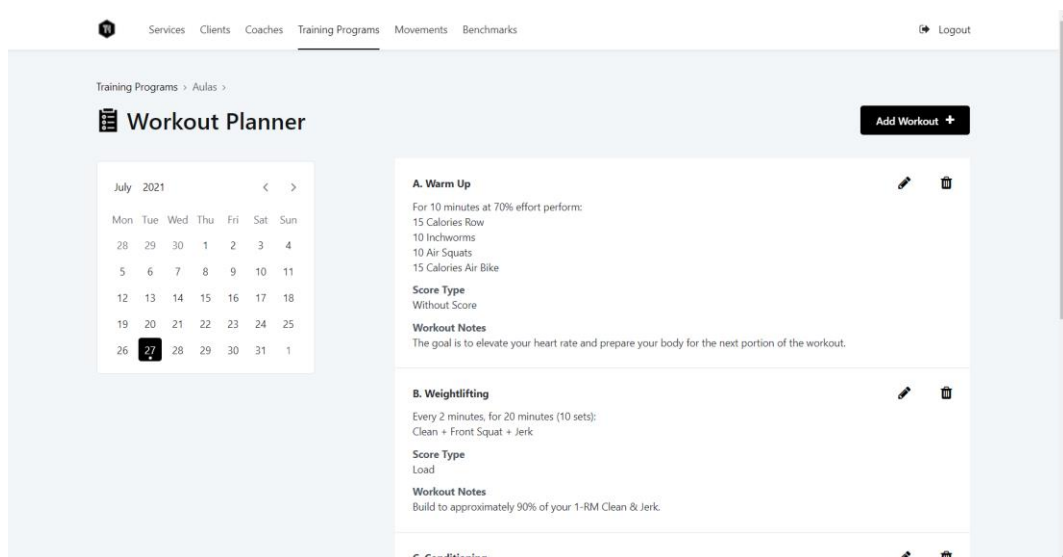 Services Clients Coaches Training Programs Movements Benchmarks Logout
Training Programs > Aulas >
Workout Planner
Add Workout +
July 2021 < >
Mon Tue Wed Thu Fri Sat Sun
28 29 30 1 2 3 4
5 6 7 8 9 10 11
12 13 14 15 16 17 18
19 20 21 22 23 24 25
26 27 28 29 30 31 1
A. Warm Up
For 10 minutes at 70% effort perform:
15 Calories Row
10 Inchworms
10 Air Squats
15 Calories Air Bike
Score Type
Without Score
Workout Notes
The goal is to elevate your heart rate and prepare your body for the next portion of the workout.
B. Weightlifting
Every 2 minutes, for 20 minutes (10 sets):
Clean + Front Squat + Jerk
Score Type
Load
Workout Notes
Build to approximately 90% of your 1-RM Clean & Jerk.
C. Conditioning